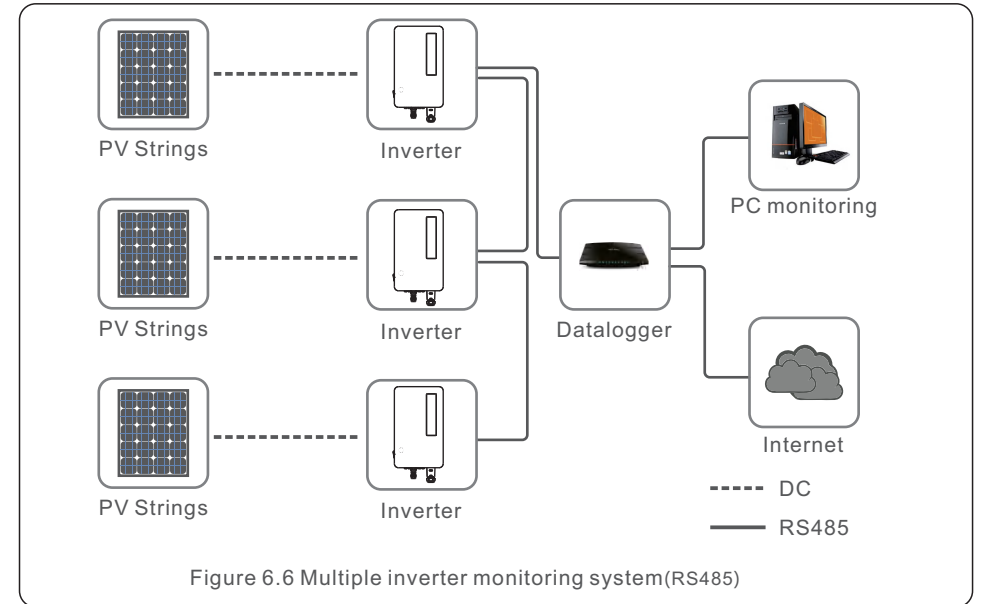 PV Strings
Inverter
PC monitoring
PV Strings
Inverter
Datalogger
Internet
DC
PV Strings
Inverter
RS485
Figure 6.6 Multiple inverter monitoring system(RS485)